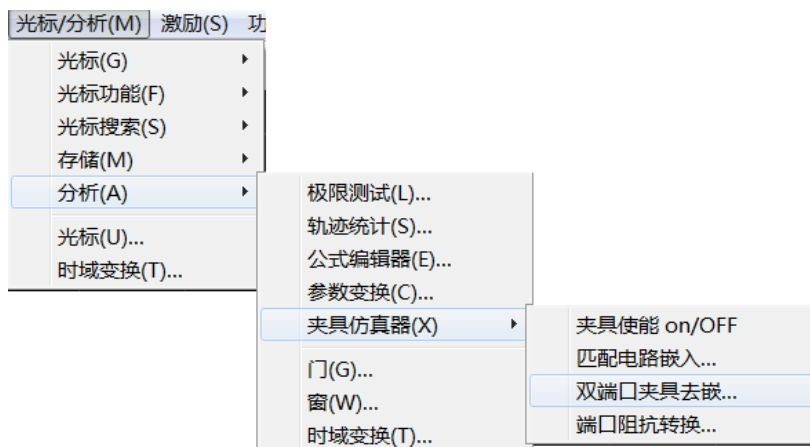 光标/分析(M) 激励(S) 功
光标(G)
光标功能(F)
光标搜索(S)
存储(M)
分析(A)
光标(U)...
时域变换(T)...
极限测试(L)...
轨迹统计(S)...
公式编辑器(E)...
参数变换(C)...
夹具仿真器(X)
门(G)...
窗(W)...
时域变换(T)...
夹具使能 on/OFF
匹配电路嵌入...
双端口夹具去嵌...
端口阻抗转换...